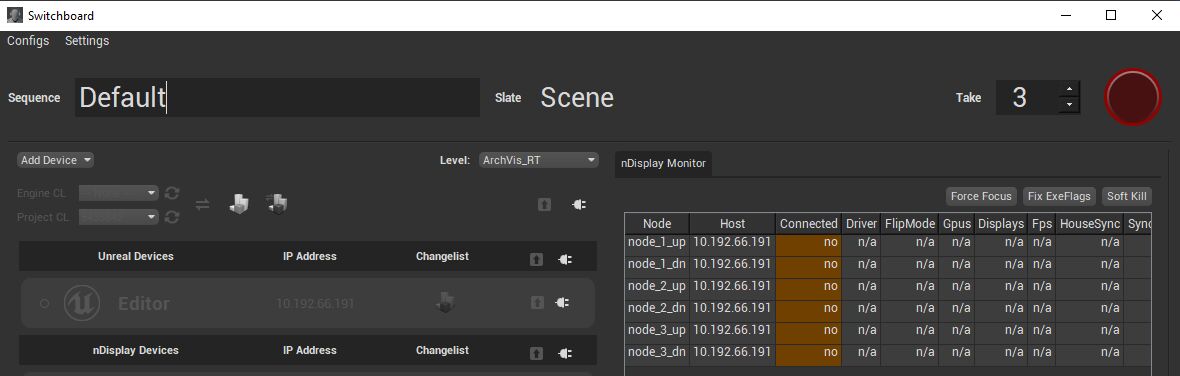 Switchboard
Configs Settings
Sequence Default Slate Scene Take 3
Add Device Level: ArchVis_RT
nDisplay Monitor
Engine CL
Project CL
Force Focus Fix ExeFlags Soft Kill
Unreal Devices IP Address Changelist
Editor 10.192.66.191
nDisplay Devices IP Address Changelist
Node Host Connected Driver FlipMode Gpus Displays Fps HouseSync Sync
node_1_up 10.192.66.191 no n/a n/a n/a n/a n/a n/a
node_1_dn 10.192.66.191 no n/a n/a n/a n/a n/a n/a
node_2_up 10.192.66.191 no n/a n/a n/a n/a n/a n/a
node_2_dn 10.192.66.191 no n/a n/a n/a n/a n/a n/a
node_3_up 10.192.66.191 no n/a n/a n/a n/a n/a n/a
node_3_dn 10.192.66.191 no n/a n/a n/a n/a n/a n/a